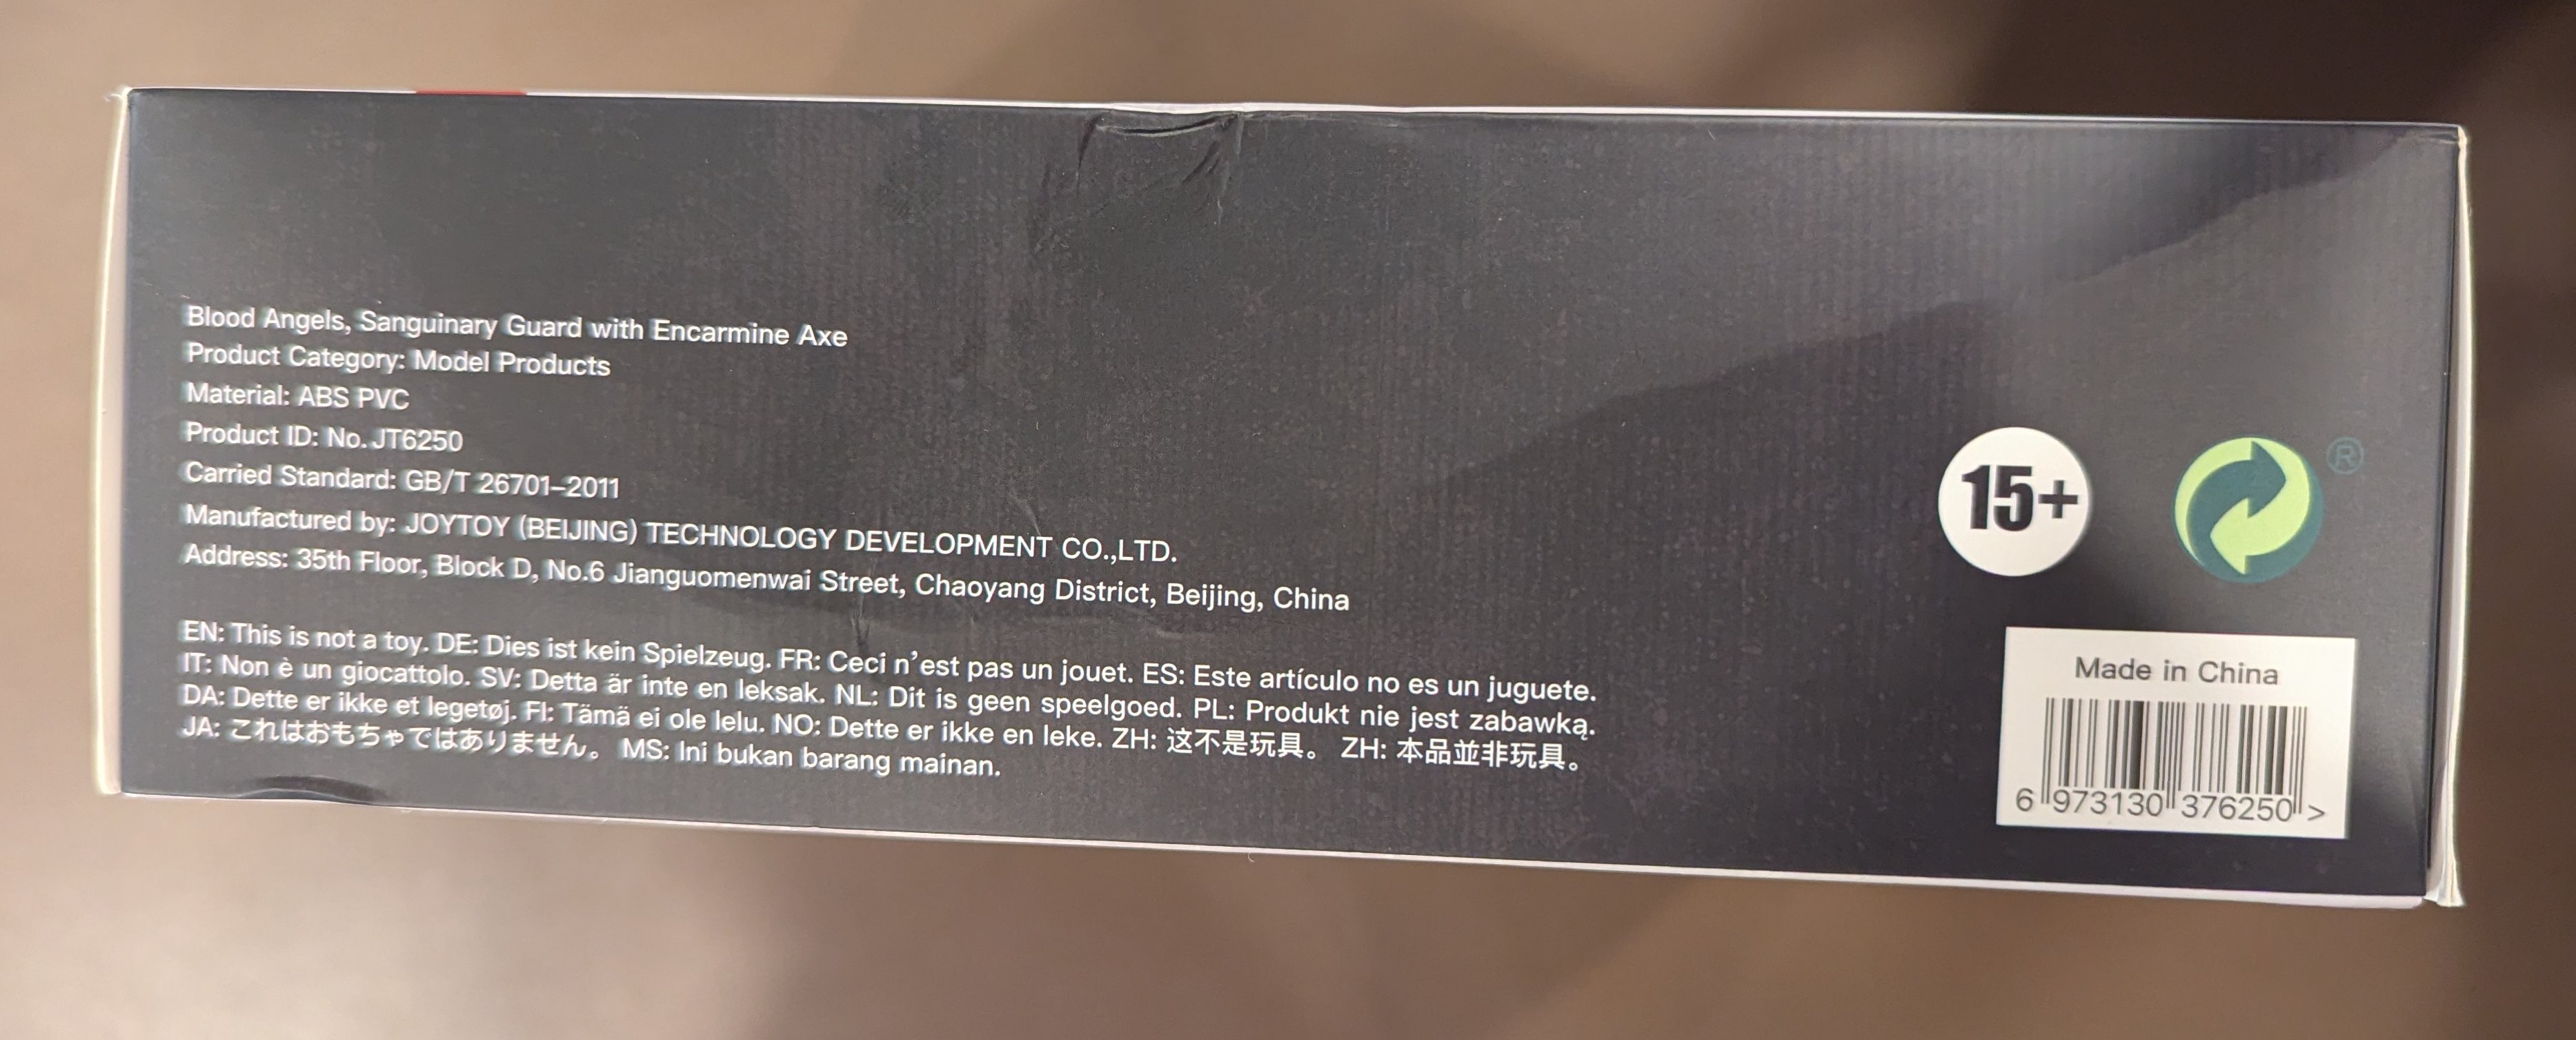 Blood Angels, Sanguinary Guard with Encarmine Axe
Product Category: Model Products
Material: ABS PVC
Product ID: No. JT6250
Carried Standard: GB/T 26701-2011
Manufactured by: JOYTOY (BEIJING) TECHNOLOGY DEVELOPMENT CO.,LTD.
Address: 35th Floor, Block D, No.6 Jianguomenwai Street, Chaoyang District, Beijing, China
EN: This is not a toy. DE: Dies ist kein Spielzeug. FR: Ceci n'est pas un jouet. ES: Este artículo no es un juguete.
IT: Non è un giocattolo. SV: Detta är inte en leksak. NL: Dit is geen speelgoed. PL: Produkt nie jest zabawką.
DA: Dette er ikke et legetøj. FI: Tämä ei ole lelu. NO: Dette er ikke en leke. ZH: 这不是玩具。 ZH: 本品並非玩具。
JA: これはおもちゃではありません。 MS: Ini bukan barang mainan.
15+
®
Made in China
6 973130 376250 >